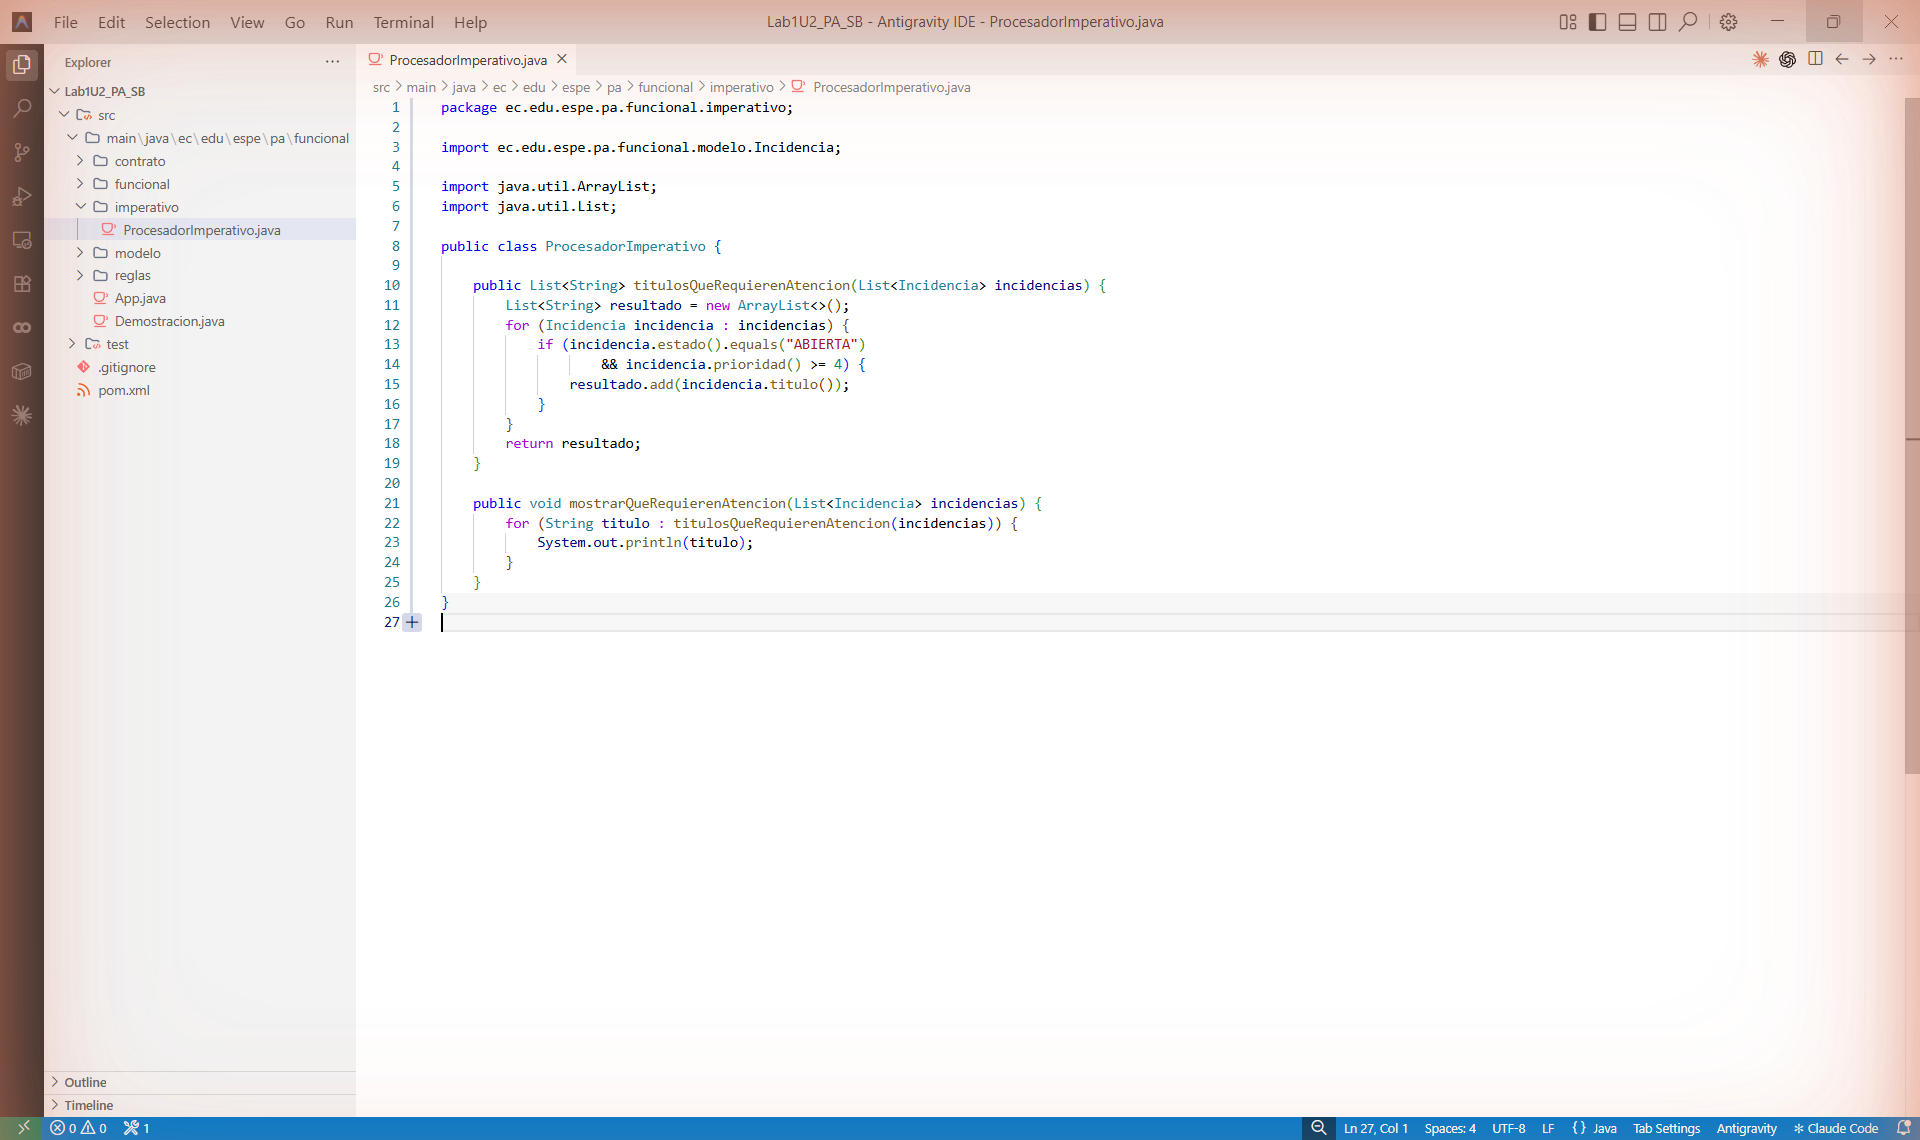 File Edit Selection View Go Run Terminal Help
Lab1U2_PA_SB - Antigravity IDE - ProcesadorImperativo.java
Explorer
Lab1U2_PA_SB
src
main\java\ec\edu\espe\pa\funcional
contrato
funcional
imperativo
ProcesadorImperativo.java
modelo
reglas
App.java
Demostracion.java
test
.gitignore
pom.xml
Outline
Timeline
ProcesadorImperativo.java
src > main > java > ec > edu > espe > pa > funcional > imperativo > ProcesadorImperativo.java
1 package ec.edu.espe.pa.funcional.imperativo;
2
3 import ec.edu.espe.pa.funcional.modelo.Incidencia;
4
5 import java.util.ArrayList;
6 import java.util.List;
7
8 public class ProcesadorImperativo {
9
10 public List<String> titulosQueRequierenAtencion(List<Incidencia> incidencias) {
11 List<String> resultado = new ArrayList<>();
12 for (Incidencia incidencia : incidencias) {
13 if (incidencia.estado().equals("ABIERTA")
14 && incidencia.prioridad() >= 4) {
15 resultado.add(incidencia.titulo());
16 }
17 }
18 return resultado;
19 }
20
21 public void mostrarQueRequierenAtencion(List<Incidencia> incidencias) {
22 for (String titulo : titulosQueRequierenAtencion(incidencias)) {
23 System.out.println(titulo);
24 }
25 }
26 }
27
0 0 1
Ln 27, Col 1 Spaces: 4 UTF-8 LF {} Java Tab Settings Antigravity Claude Code